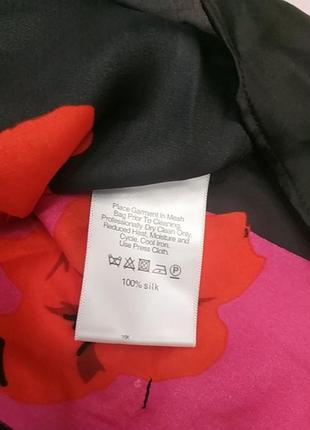 Place Garment In Mesh
Bag Prior To Cleaning.
Professionally Dry Clean Only.
Reduced Heat, Moisture and
Cycle. Cool Iron.
Use Press Cloth.
P
100% silk